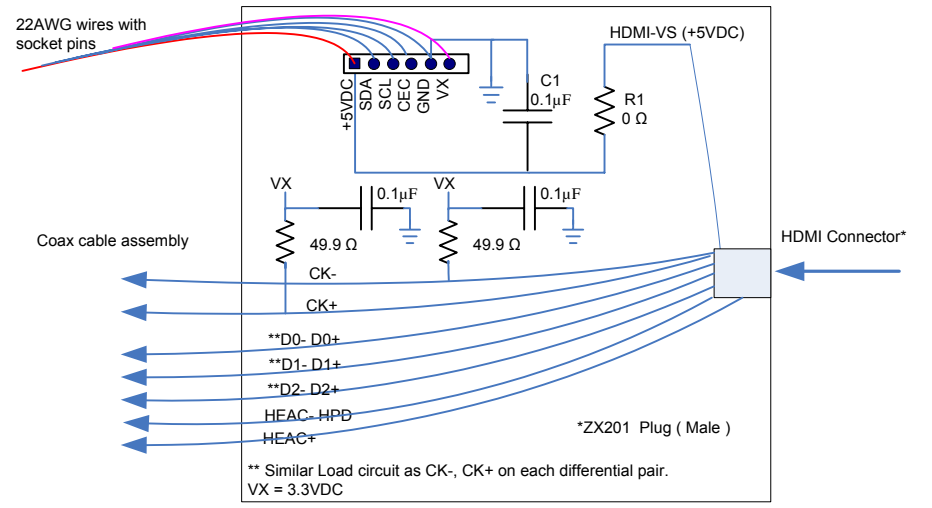 22AWG wires with
socket pins
HDMI-VS (+5VDC)
+5VDC
SDA
SCL
CEC
GND
VX
C1
0.1µF
R1
0 Ω
VX
0.1µF
49.9 Ω
VX
0.1µF
49.9 Ω
Coax cable assembly
HDMI Connector*
CK-
CK+
**D0- D0+
**D1- D1+
**D2- D2+
HEAC- HPD
HEAC+
*ZX201 Plug ( Male )
** Similar Load circuit as CK-, CK+ on each differential pair.
VX = 3.3VDC